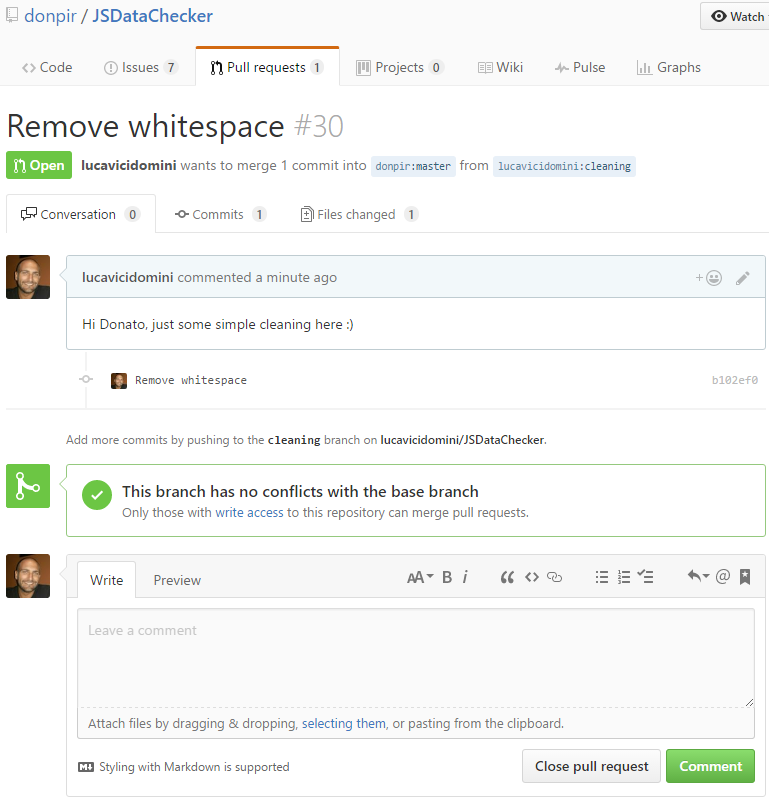 donpir / JSDataChecker
Watch
Code
Issues 7
Pull requests 1
Projects 0
Wiki
Pulse
Graphs
Remove whitespace #30
Open lucavicidomini wants to merge 1 commit into donpir:master from lucavicidomini:cleaning
Conversation 0
Commits 1
Files changed 1
lucavicidomini commented a minute ago
+
Hi Donato, just some simple cleaning here :)
Remove whitespace b102ef0
Add more commits by pushing to the cleaning branch on lucavicidomini/JSDataChecker.
This branch has no conflicts with the base branch
Only those with write access to this repository can merge pull requests.
Write
Preview
AA B i “ <> @
Leave a comment
Attach files by dragging & dropping, selecting them, or pasting from the clipboard.
M Styling with Markdown is supported
Close pull request
Comment